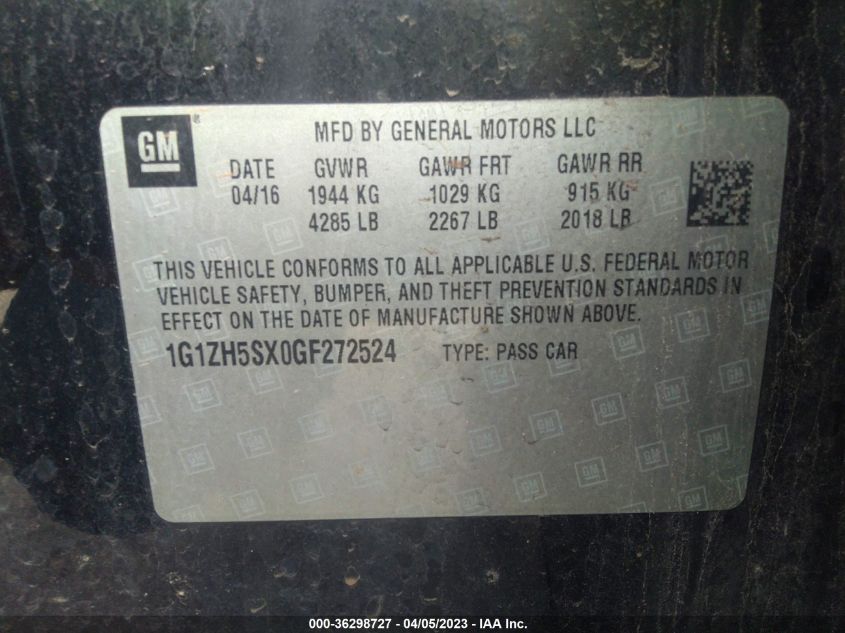 GM
MFD BY GENERAL MOTORS LLC
DATE GVWR GAWR FRT GAWR RR
04/16 1944 KG 1029 KG 915 KG
4285 LB 2267 LB 2018 LB
THIS VEHICLE CONFORMS TO ALL APPLICABLE U.S. FEDERAL MOTOR
VEHICLE SAFETY, BUMPER, AND THEFT PREVENTION STANDARDS IN
EFFECT ON THE DATE OF MANUFACTURE SHOWN ABOVE.
1G1ZH5SX0GF272524 TYPE: PASS CAR
000-36298727 - 04/05/2023 - IAA Inc.